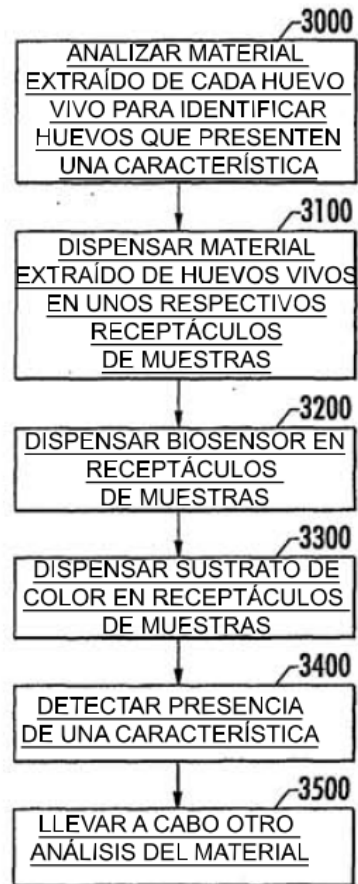 3000
ANALIZAR MATERIAL
EXTRAÍDO DE CADA HUEVO
VIVO PARA IDENTIFICAR
HUEVOS QUE PRESENTEN
UNA CARACTERÍSTICA
3100
DISPENSAR MATERIAL
EXTRAÍDO DE HUEVOS VIVOS
EN UNOS RESPECTIVOS
RECEPTÁCULOS
DE MUESTRAS
3200
DISPENSAR BIOSENSOR EN
RECEPTÁCULOS
DE MUESTRAS
3300
DISPENSAR SUSTRATO DE
COLOR EN RECEPTÁCULOS
DE MUESTRAS
3400
DETECTAR PRESENCIA
DE UNA CARACTERÍSTICA
3500
LLEVAR A CABO OTRO
ANÁLISIS DEL MATERIAL